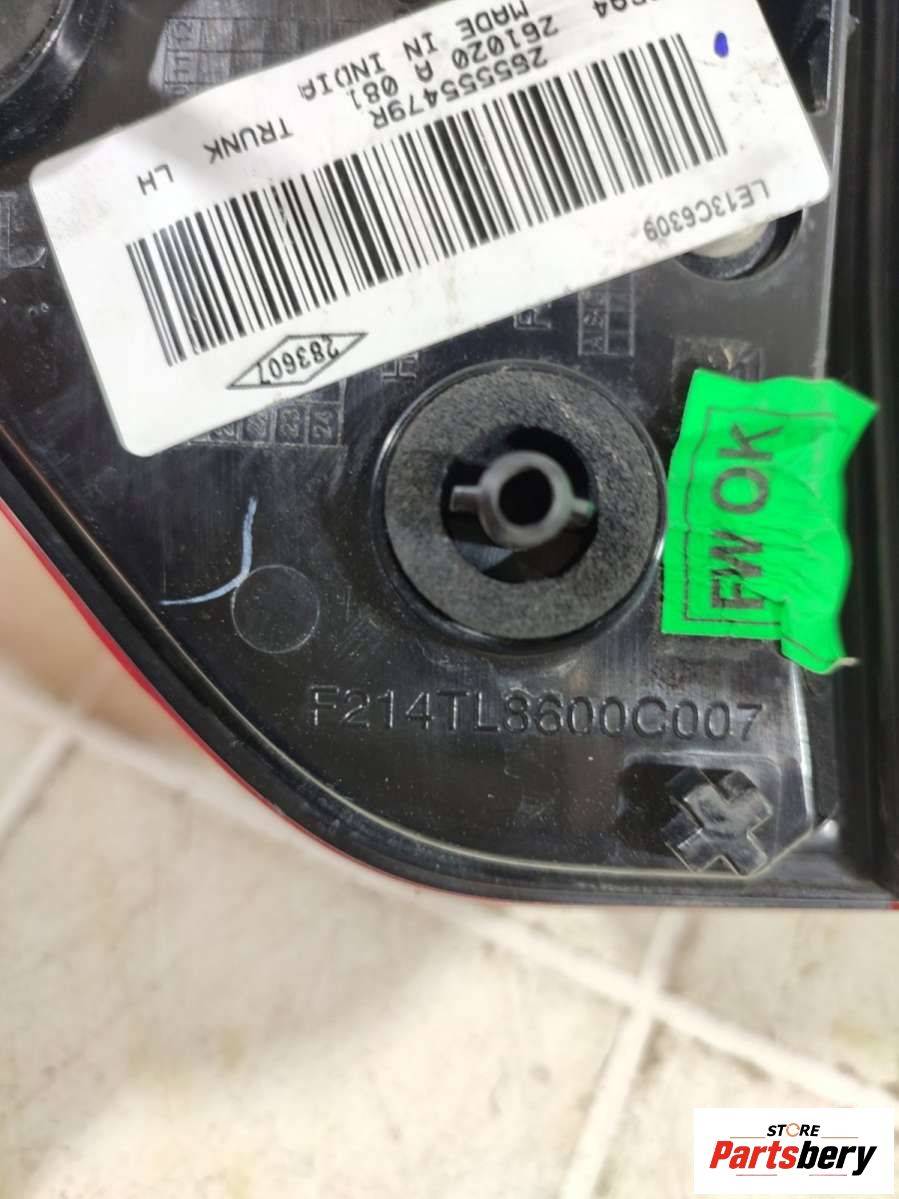 261020 A 081
MADE IN INDIA
265555479R
TRUNK LH
LE13C6309
283607
FW OK
F214TL8600C007
STORE
Partsbery